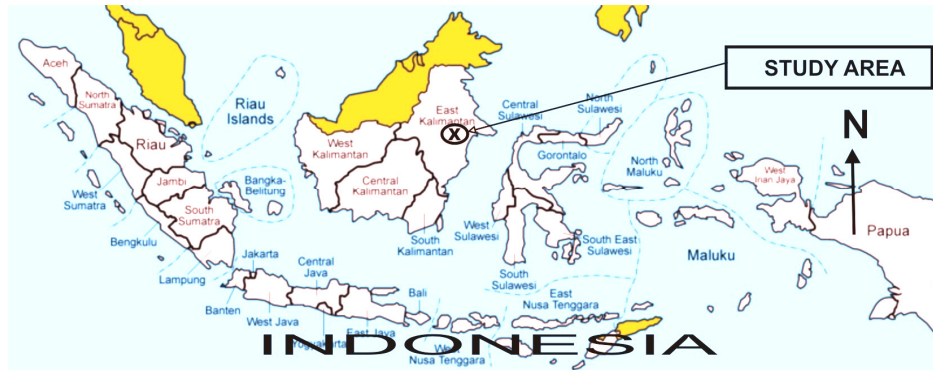 STUDY AREA
N
Aceh
North
Sumatra
Riau
Islands
Riau
West
Sumatra
Jambi
Bangka-
Belitung
South
Sumatra
Bengkulu
Lampung
Jakarta
Banten
West Java
Central
Java
Yogyakarta
East Java
Bali
West
Kalimantan
Central
Kalimantan
East
Kalimantan
X
South
Kalimantan
Central
Sulawesi
North
Sulawesi
Gorontalo
West
Sulawesi
South
Sulawesi
South East
Sulawesi
North
Maluku
Maluku
West
Irian Jaya
Papua
East
Nusa Tenggara
West
Nusa Tenggara
INDONESIA